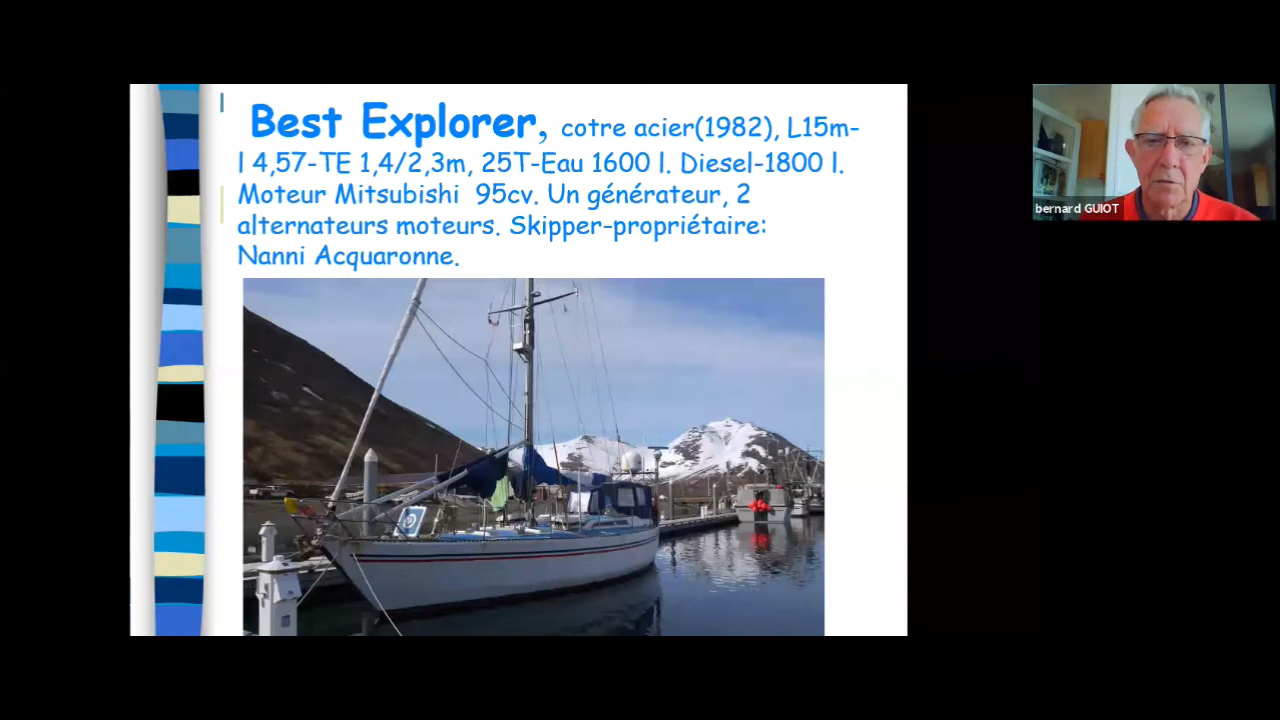 Best Explorer, cotre acier(1982), L15m-
l 4,57-TE 1,4/2,3m, 25T-Eau 1600 l. Diesel-1800 l.
Moteur Mitsubishi 95cv. Un générateur, 2
alternateurs moteurs. Skipper-propriétaire:
Nanni Acquaronne.
bernard GUIOT